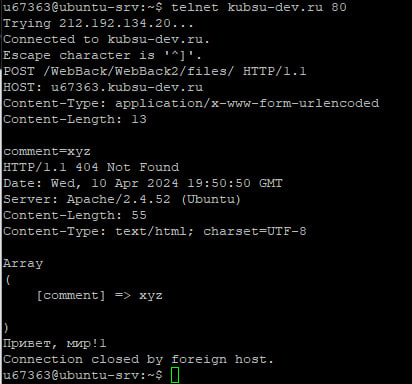 u67363@ubuntu-srv:~$ telnet kubsu-dev.ru 80
Trying 212.192.134.20...
Connected to kubsu-dev.ru.
Escape character is '^]'.
POST /WebBack/WebBack2/files/ HTTP/1.1
HOST: u67363.kubsu-dev.ru
Content-Type: application/x-www-form-urlencoded
Content-Length: 13

comment=xyz
HTTP/1.1 404 Not Found
Date: Wed, 10 Apr 2024 19:50:50 GMT
Server: Apache/2.4.52 (Ubuntu)
Content-Length: 55
Content-Type: text/html; charset=UTF-8

Array
(
    [comment] => xyz

)
Привет, мир!1
Connection closed by foreign host.
u67363@ubuntu-srv:~$